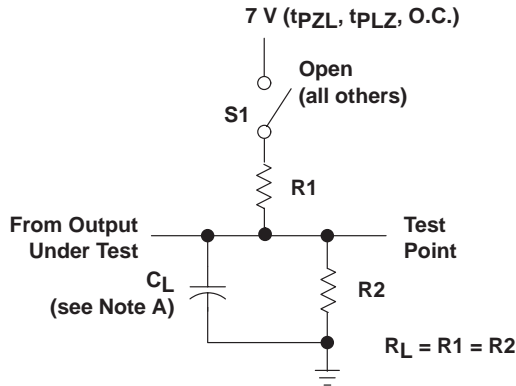 7 V (tPZL, tPLZ, O.C.)
Open
(all others)
S1
R1
From Output
Under Test
Test
Point
CL
(see Note A)
R2
RL = R1 = R2